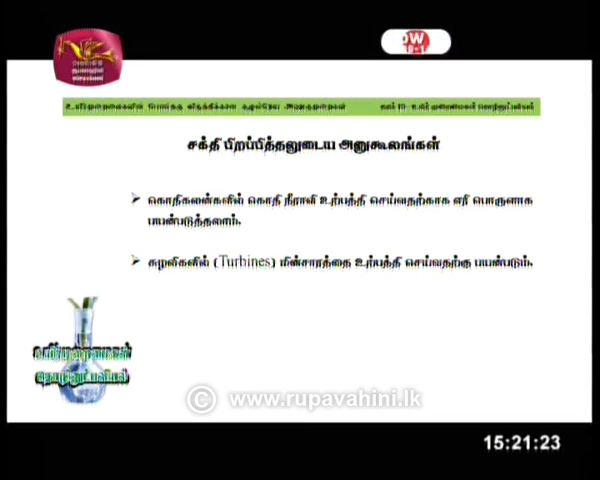 சக்தி பிறப்பித்தலுடைய அனுகூலங்கள்
கொதிகலன்களில் கொதி நீராவி உற்பத்தி செய்வதற்காக எரி பொருளாக
பயன்படுத்தலாம்.
சுழலிகளில் (Turbines) மின்சாரத்தை உற்பத்தி செய்வதற்கு பயன்படும்.
© www.rupavahini.lk
15:21:23